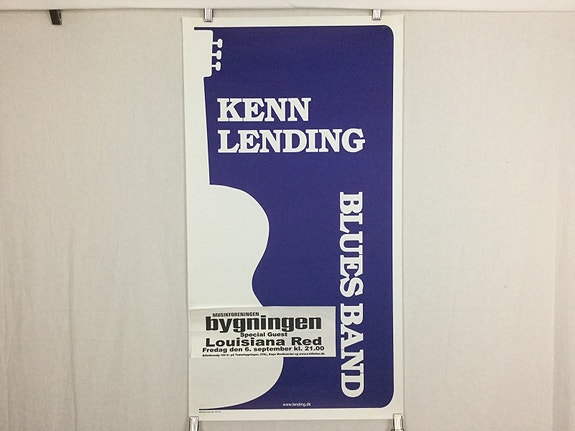 KENN
LENDING
BLUES BAND
MUSIKFORENINGEN
bygningen
Special Guest
Louisiana Red
Fredag den 6. september kl. 21.00
www.lending.dk